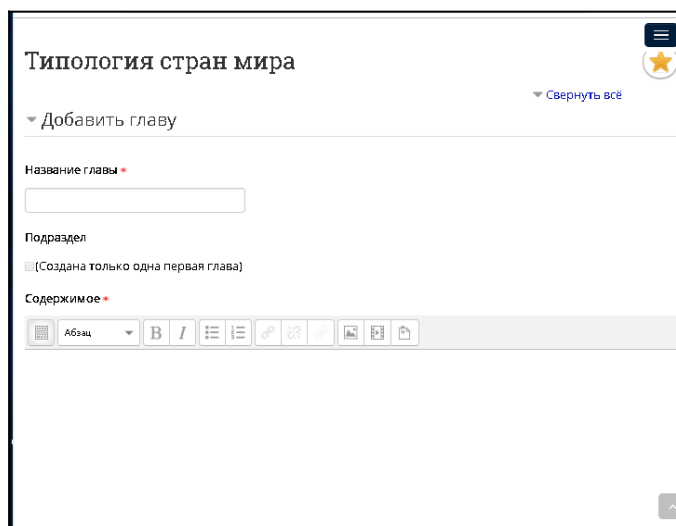 Типология стран мира
Свернуть всё
Добавить главу
Название главы *
Подраздел
(Создана только одна первая глава)
Содержимое *
Абзац B I